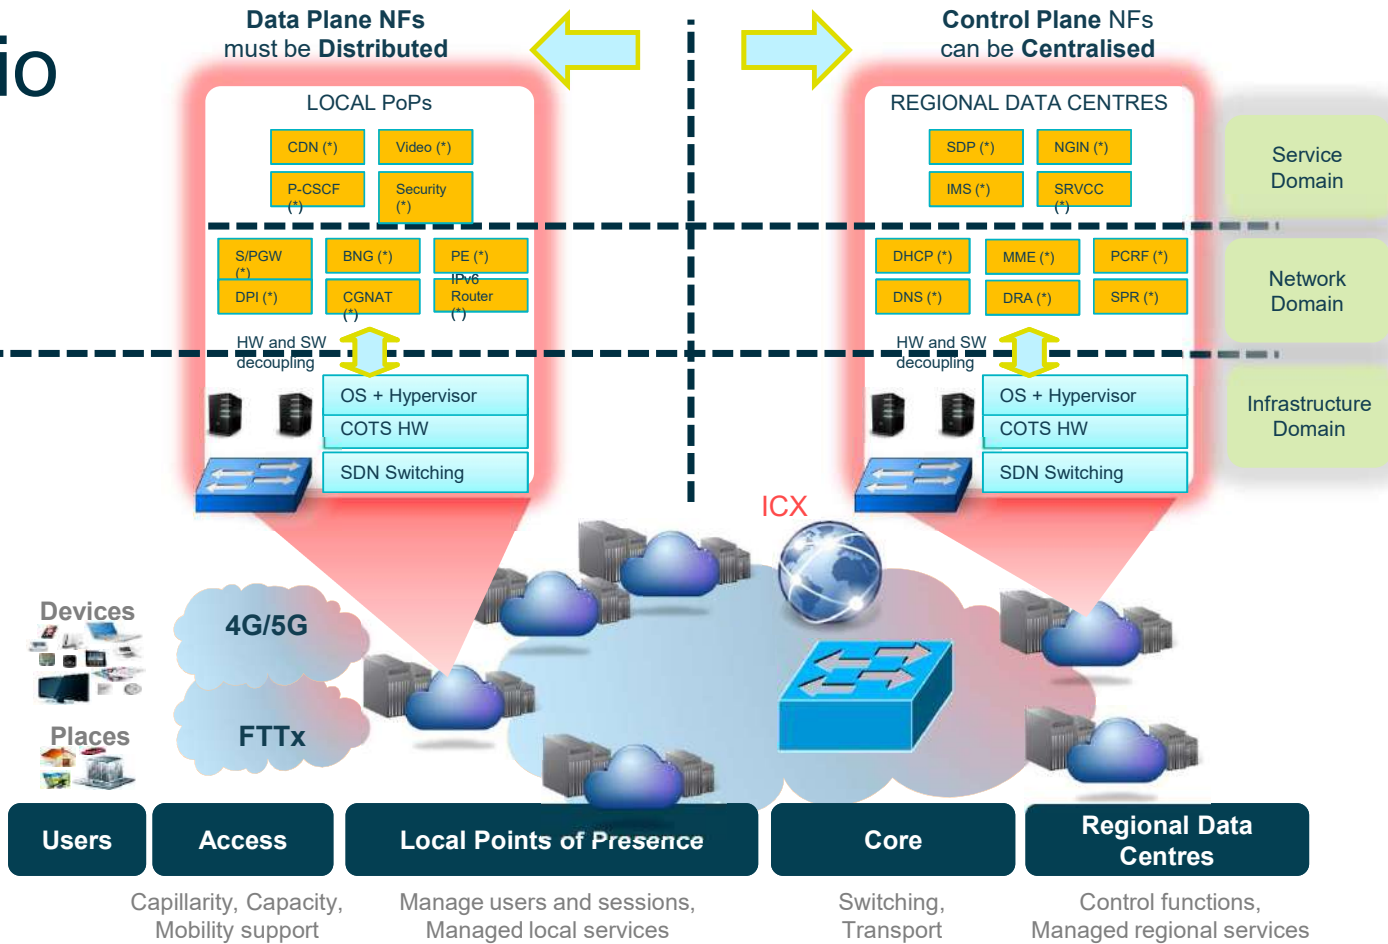 io
Data Plane NFs
must be Distributed
Control Plane NFs
can be Centralised
LOCAL PoPs
CDN (*)
Video (*)
P-CSCF
(*)
Security
(*)
S/PGW
(*)
BNG (*)
PE (*)
DPI (*)
CGNAT
(*)
IPv6
Router
(*)
HW and SW
decoupling
OS + Hypervisor
COTS HW
SDN Switching
REGIONAL DATA CENTRES
SDP (*)
NGIN (*)
IMS (*)
SRVCC
(*)
DHCP (*)
MME (*)
PCRF (*)
DNS (*)
DRA (*)
SPR (*)
HW and SW
decoupling
OS + Hypervisor
COTS HW
SDN Switching
Service
Domain
Network
Domain
Infrastructure
Domain
ICX
Devices
4G/5G
Places
FTTx
Users
Access
Local Points of Presence
Core
Regional Data
Centres
Capillarity, Capacity,
Mobility support
Manage users and sessions,
Managed local services
Switching,
Transport
Control functions,
Managed regional services